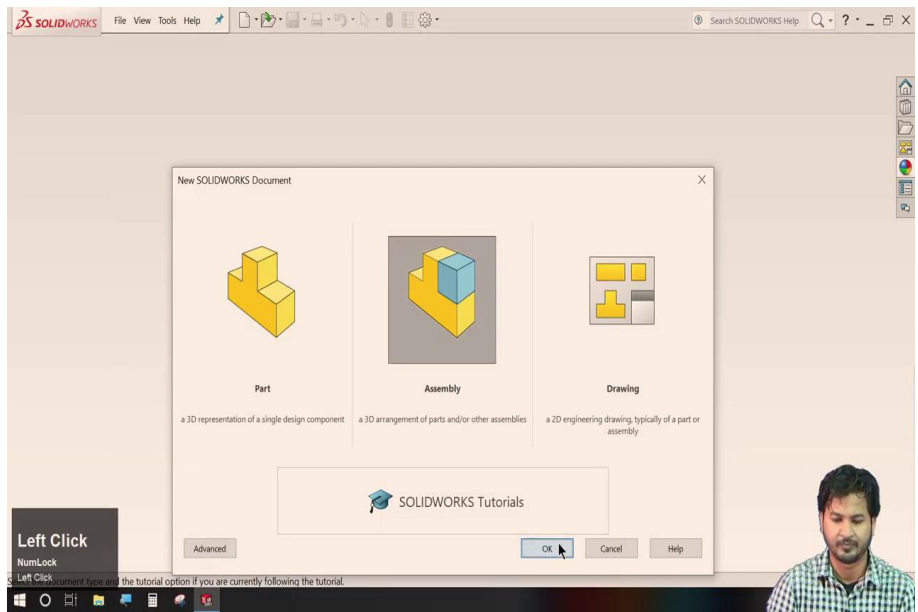 SOLIDWORKS File View Tools Help Search SOLIDWORKS Help
New SOLIDWORKS Document
Part Assembly Drawing
a 3D representation of a single design component a 3D arrangement of parts and/or other assemblies a 2D engineering drawing, typically of a part or
assembly
SOLIDWORKS Tutorials
Left Click
Advanced OK Cancel Help
NumLock
Left Click
the document type and the tutorial option if you are currently following the tutorial.